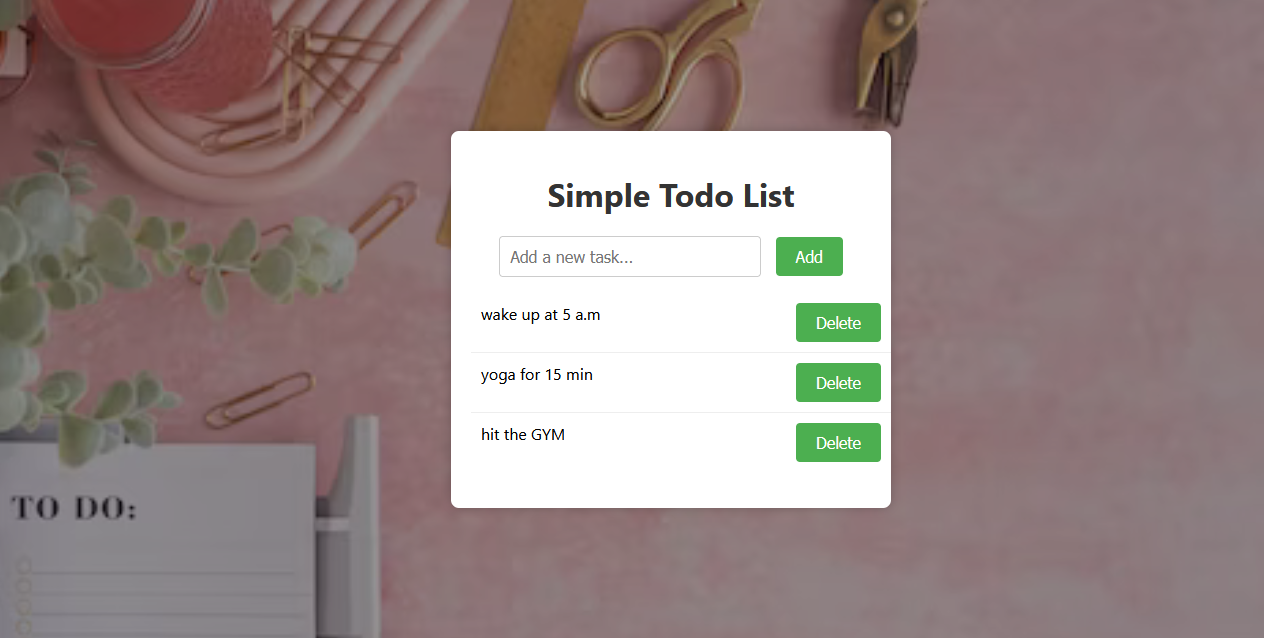 Simple Todo List
Add a new task...
Add
wake up at 5 a.m
Delete
yoga for 15 min
Delete
hit the GYM
Delete
TO DO: